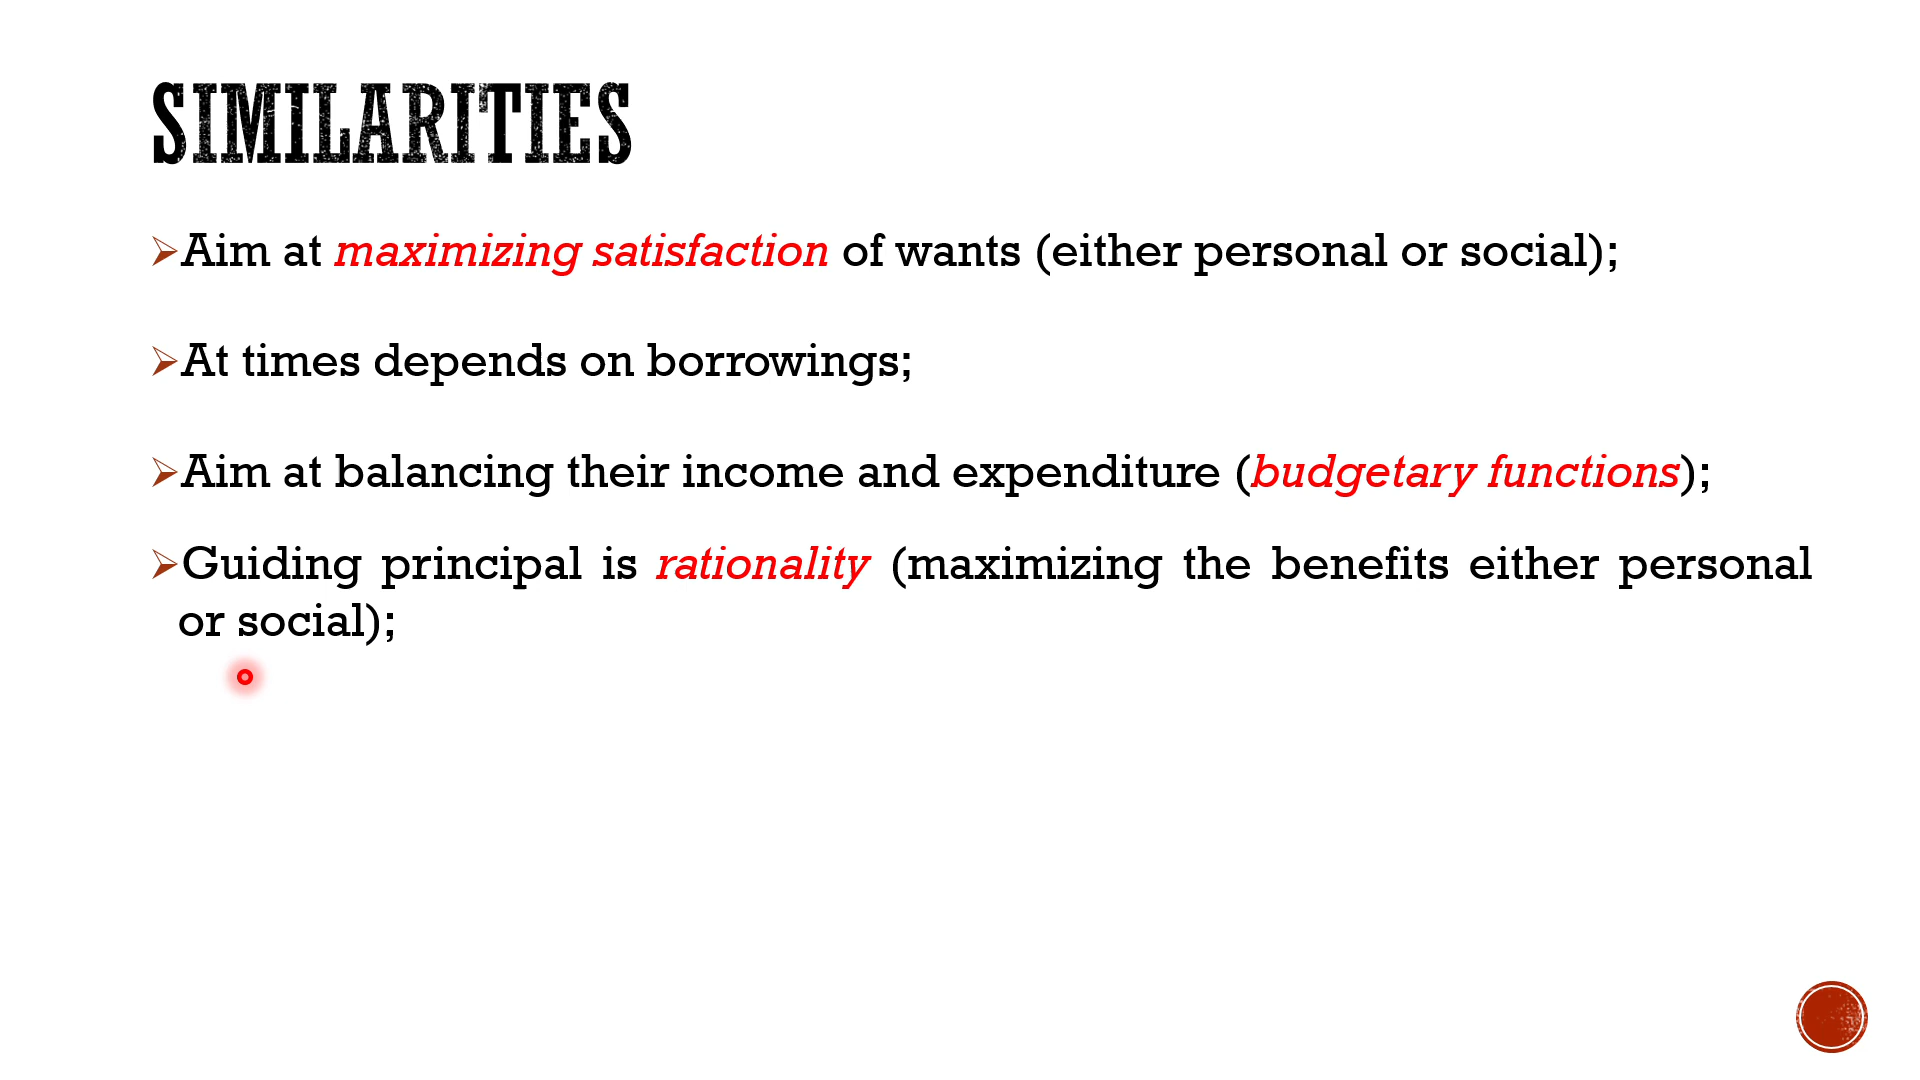 SIMILARITIES
➢Aim at maximizing satisfaction of wants (either personal or social);
➢At times depends on borrowings;
➢Aim at balancing their income and expenditure (budgetary functions);
➢Guiding principal is rationality (maximizing the benefits either personal
or social);